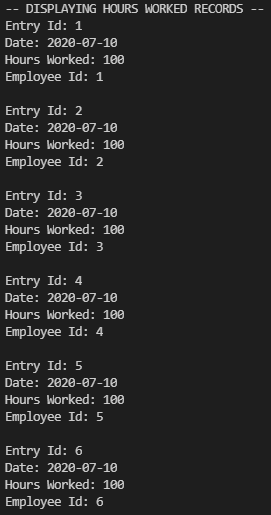 -- DISPLAYING HOURS WORKED RECORDS --
Entry Id: 1
Date: 2020-07-10
Hours Worked: 100
Employee Id: 1

Entry Id: 2
Date: 2020-07-10
Hours Worked: 100
Employee Id: 2

Entry Id: 3
Date: 2020-07-10
Hours Worked: 100
Employee Id: 3

Entry Id: 4
Date: 2020-07-10
Hours Worked: 100
Employee Id: 4

Entry Id: 5
Date: 2020-07-10
Hours Worked: 100
Employee Id: 5

Entry Id: 6
Date: 2020-07-10
Hours Worked: 100
Employee Id: 6